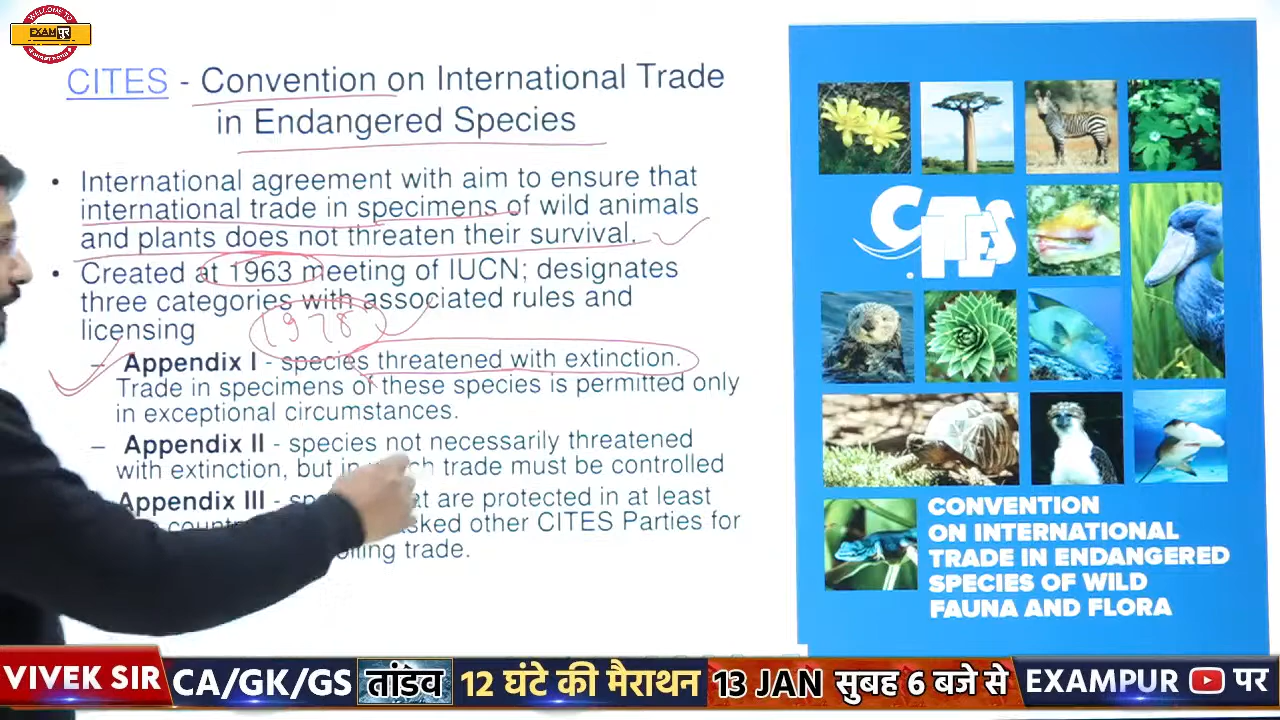 WELCOME TO
EXAM पुर
CITES - Convention on International Trade
in Endangered Species
• International agreement with aim to ensure that
international trade in specimens of wild animals
and plants does not threaten their survival.
• Created at 1963 meeting of IUCN; designates
three categories with associated rules and
licensing
1978
– Appendix I - species threatened with extinction.
Trade in specimens of these species is permitted only
in exceptional circumstances.
– Appendix II - species not necessarily threatened
with extinction, but in trade must be controlled
Appendix III - are protected in at least
asked other CITES Parties for
trade.
CITES
CONVENTION
ON INTERNATIONAL
TRADE IN ENDANGERED
SPECIES OF WILD
FAUNA AND FLORA
VIVEK SIR CA/GK/GS तांडव 12 घंटे की मैराथन 13 JAN सुबह 6 बजे से EXAMPUR पर